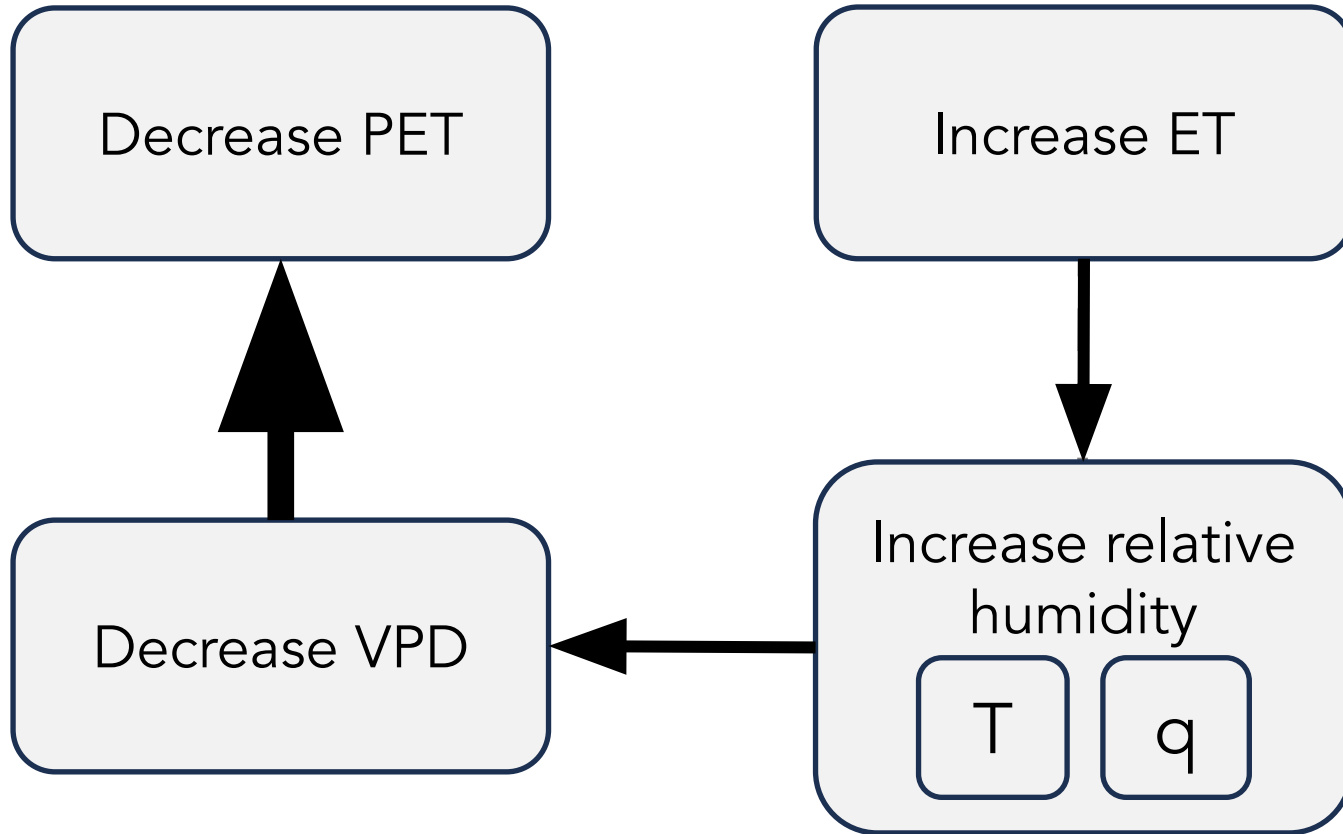 Decrease PET
Increase ET
Increase relative
humidity
T
q
Decrease VPD